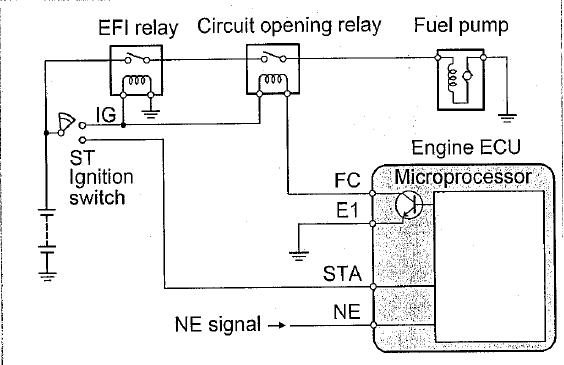 EFI relay
Circuit opening relay
Fuel pump
IG
ST
Ignition
switch
Engine ECU
Microprocessor
FC
E1
STA
NE
NE signal